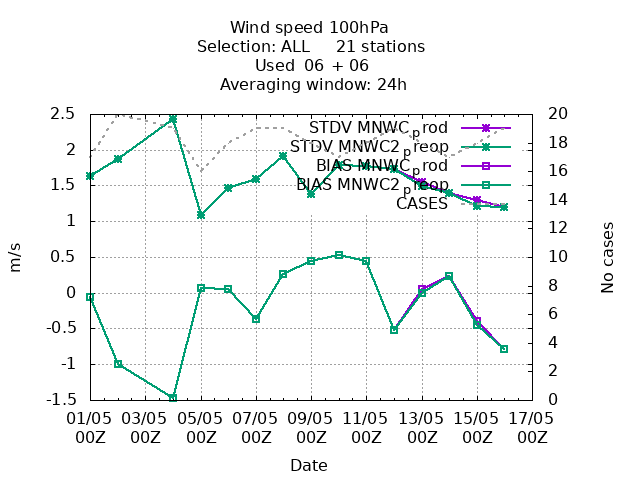 Wind speed 100hPa
Selection: ALL 21 stations
Used 06 + 06
Averaging window: 24h
2.5
2
1.5
1
0.5
0
-0.5
-1
-1.5
m/s
20
18
16
14
12
10
8
6
4
2
0
No cases
STDV MNWC_prod
STDV MNWC2_preop
BIAS MNWC_prod
BIAS MNWC2_preop
CASES
01/05 03/05 05/05 07/05 09/05 11/05 13/05 15/05 17/05
00Z 00Z 00Z 00Z 00Z 00Z 00Z 00Z 00Z
Date